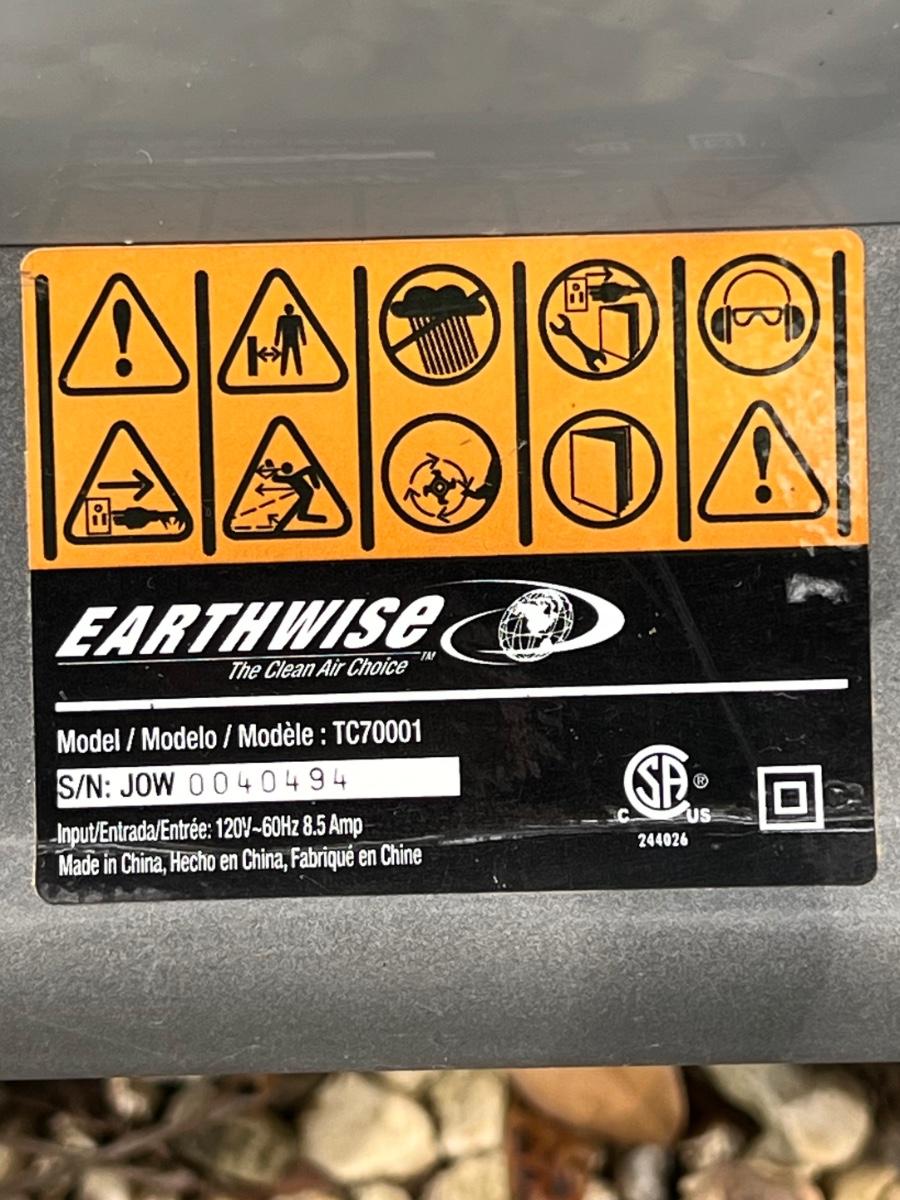 EARTHWISe
The Clean Air Choice™
Model / Modelo / Modèle : TC70001
S/N: JOW 0040494
Input/Entrada/Entrée: 120V~60Hz 8.5 Amp
Made in China, Hecho en China, Fabriqué en Chine
C SA ® US
244026